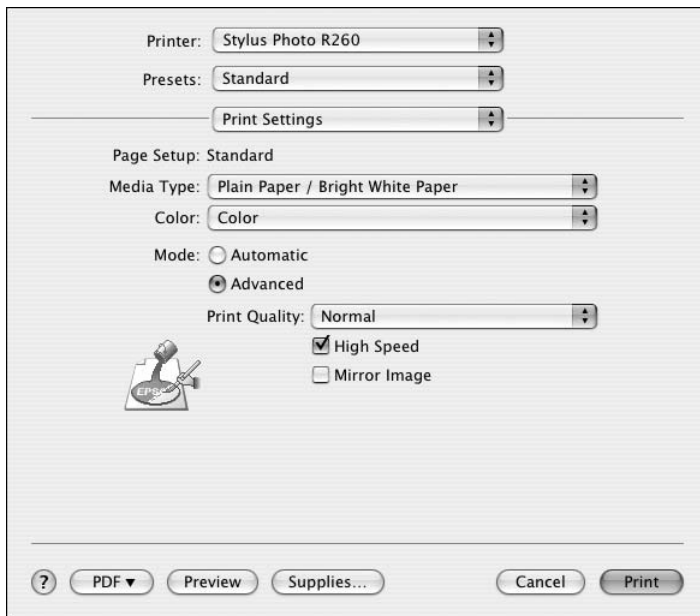 Printer: Stylus Photo R260
Presets: Standard
Print Settings
Page Setup: Standard
Media Type: Plain Paper / Bright White Paper
Color: Color
Mode: Automatic
Advanced
Print Quality: Normal
High Speed
Mirror Image
EPSO
? PDF▼ Preview Supplies... Cancel Print